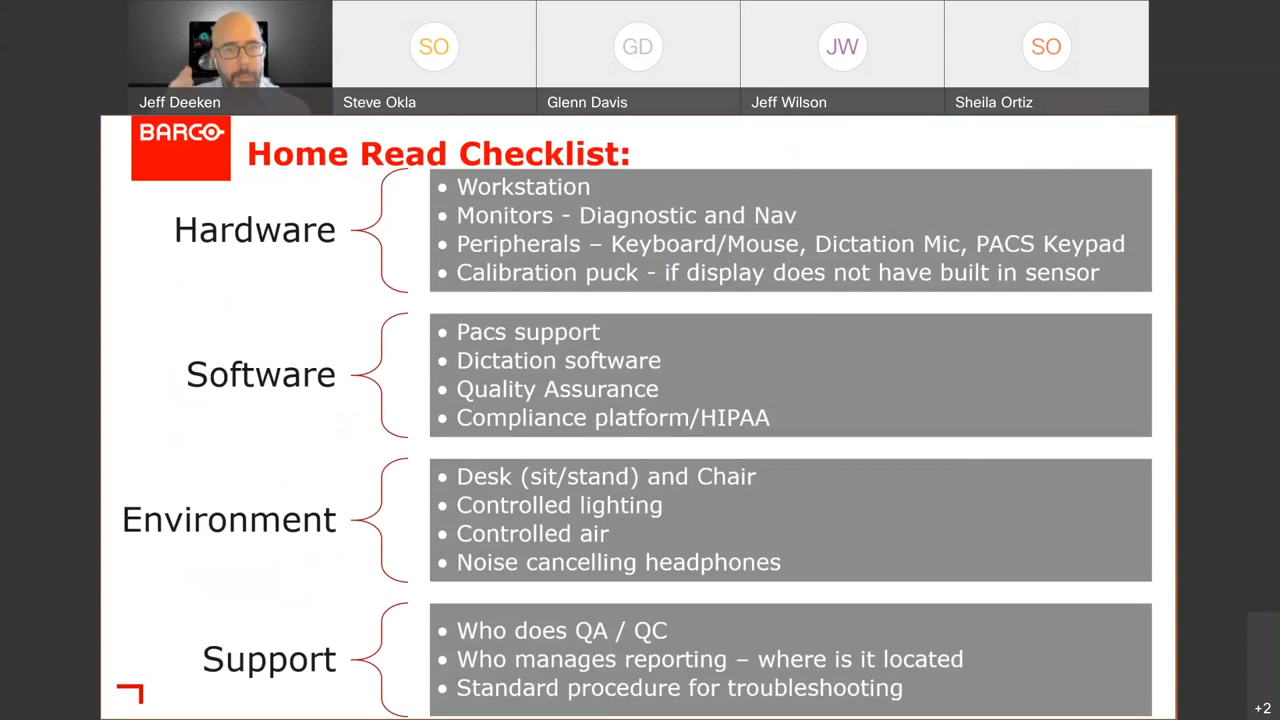 SO
GD
JW
SO
Jeff Deeken
Steve Okla
Glenn Davis
Jeff Wilson
Sheila Ortiz
BARCO
Home Read Checklist:
Hardware
• Workstation
• Monitors - Diagnostic and Nav
• Peripherals – Keyboard/Mouse, Dictation Mic, PACS Keypad
• Calibration puck - if display does not have built in sensor
Software
• Pacs support
• Dictation software
• Quality Assurance
• Compliance platform/HIPAA
Environment
• Desk (sit/stand) and Chair
• Controlled lighting
• Controlled air
• Noise cancelling headphones
Support
• Who does QA / QC
• Who manages reporting – where is it located
• Standard procedure for troubleshooting
+2